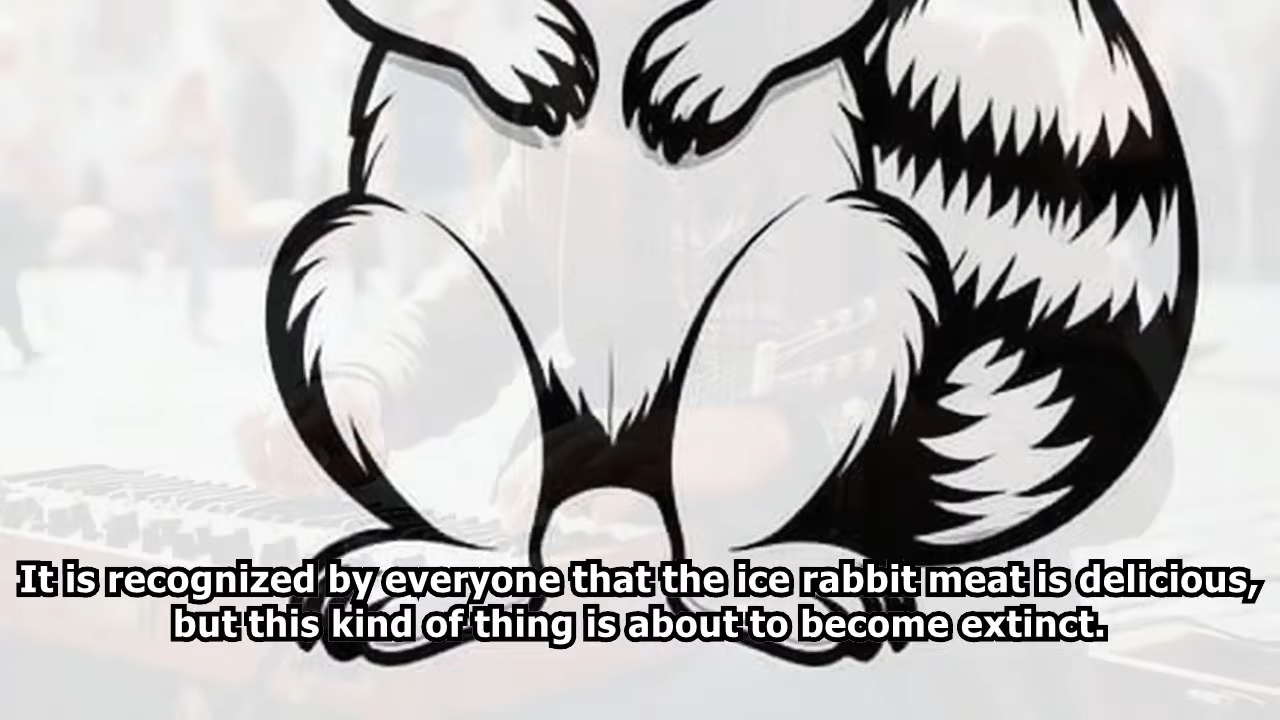 It is recognized by everyone that the ice rabbit meat is delicious,
but this kind of thing is about to become extinct.